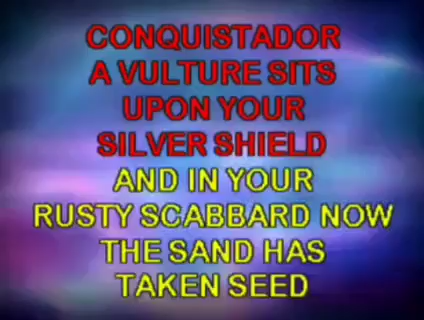 CONQUISTADOR
A VULTURE SITS
UPON YOUR
SILVER SHIELD
AND IN YOUR
RUSTY SCABBARD NOW
THE SAND HAS
TAKEN SEED